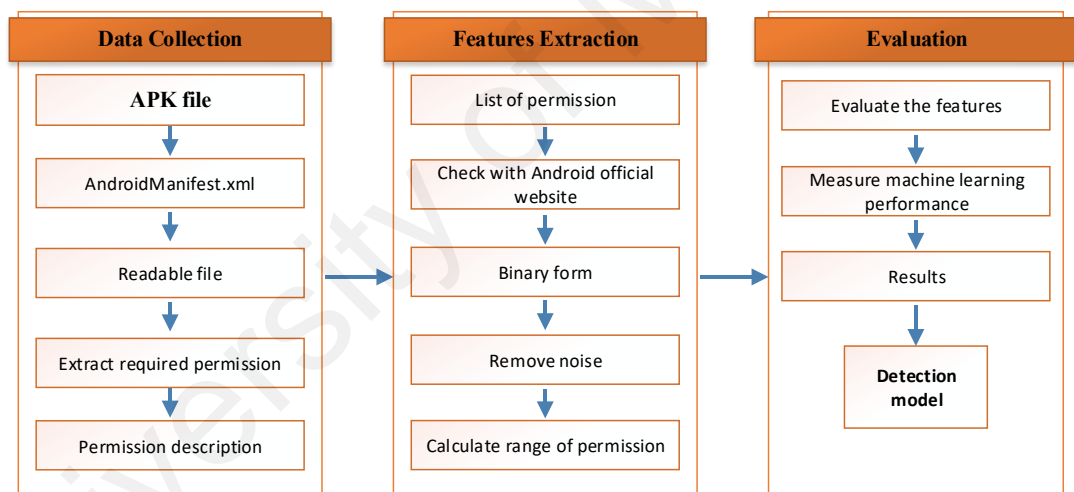 Data Collection
APK file
AndroidManifest.xml
Readable file
Extract required permission
Permission description
Features Extraction
List of permission
Check with Android official
website
Binary form
Remove noise
Calculate range of permission
Evaluation
Evaluate the features
Measure machine learning
performance
Results
Detection
model
versity of